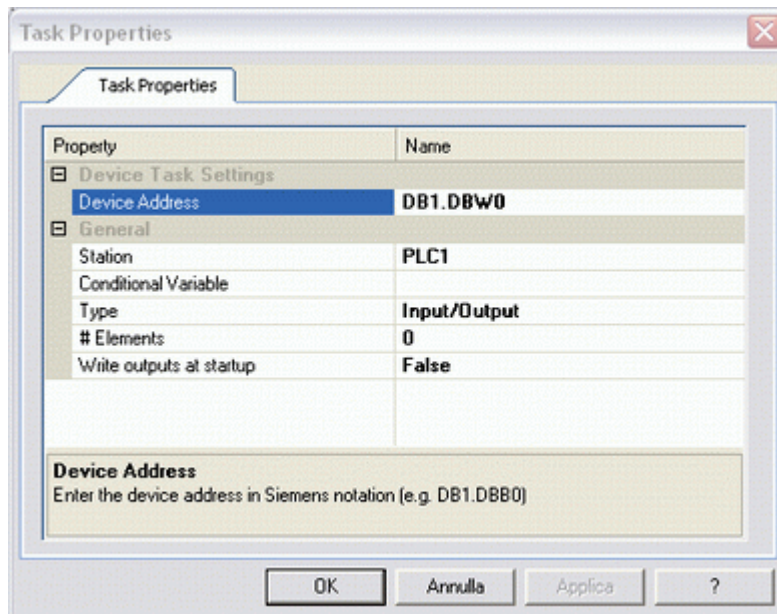 Task Properties
Task Properties
Property Name
Device Task Settings
Device Address DB1.DBW0
General
Station PLC1
Conditional Variable
Type Input/Output
# Elements 0
Write outputs at startup False
Device Address
Enter the device address in Siemens notation (e.g. DB1.DBB0)
OK Annulla Applica ?